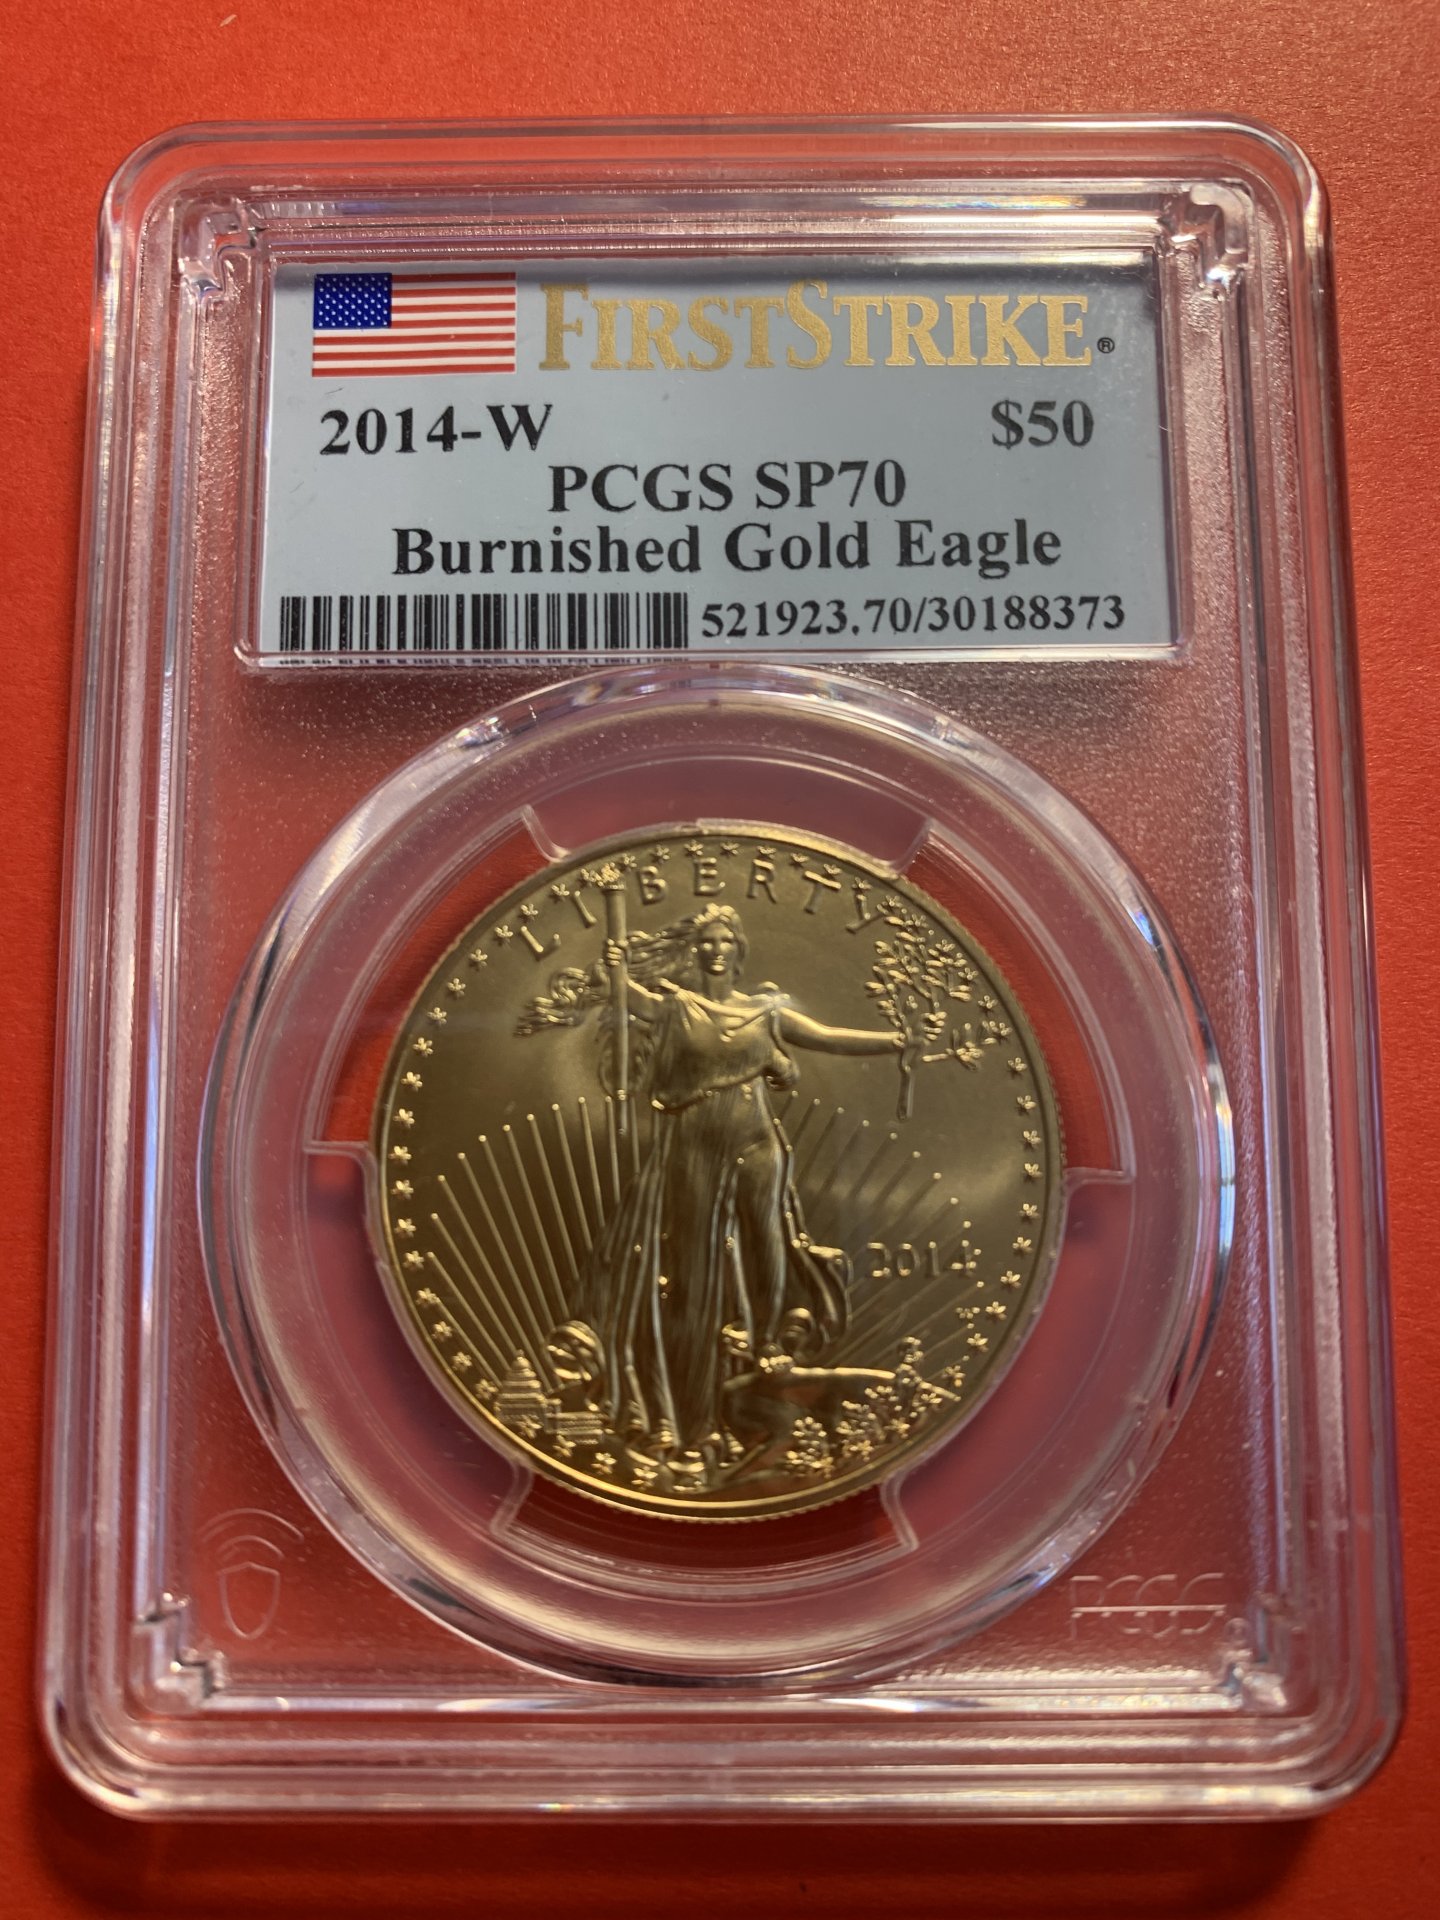 FIRSTSTRIKE®
2014-W $50
PCGS SP70
Burnished Gold Eagle
521923.70/30188373
LIBERTY
2014
W
PCGS